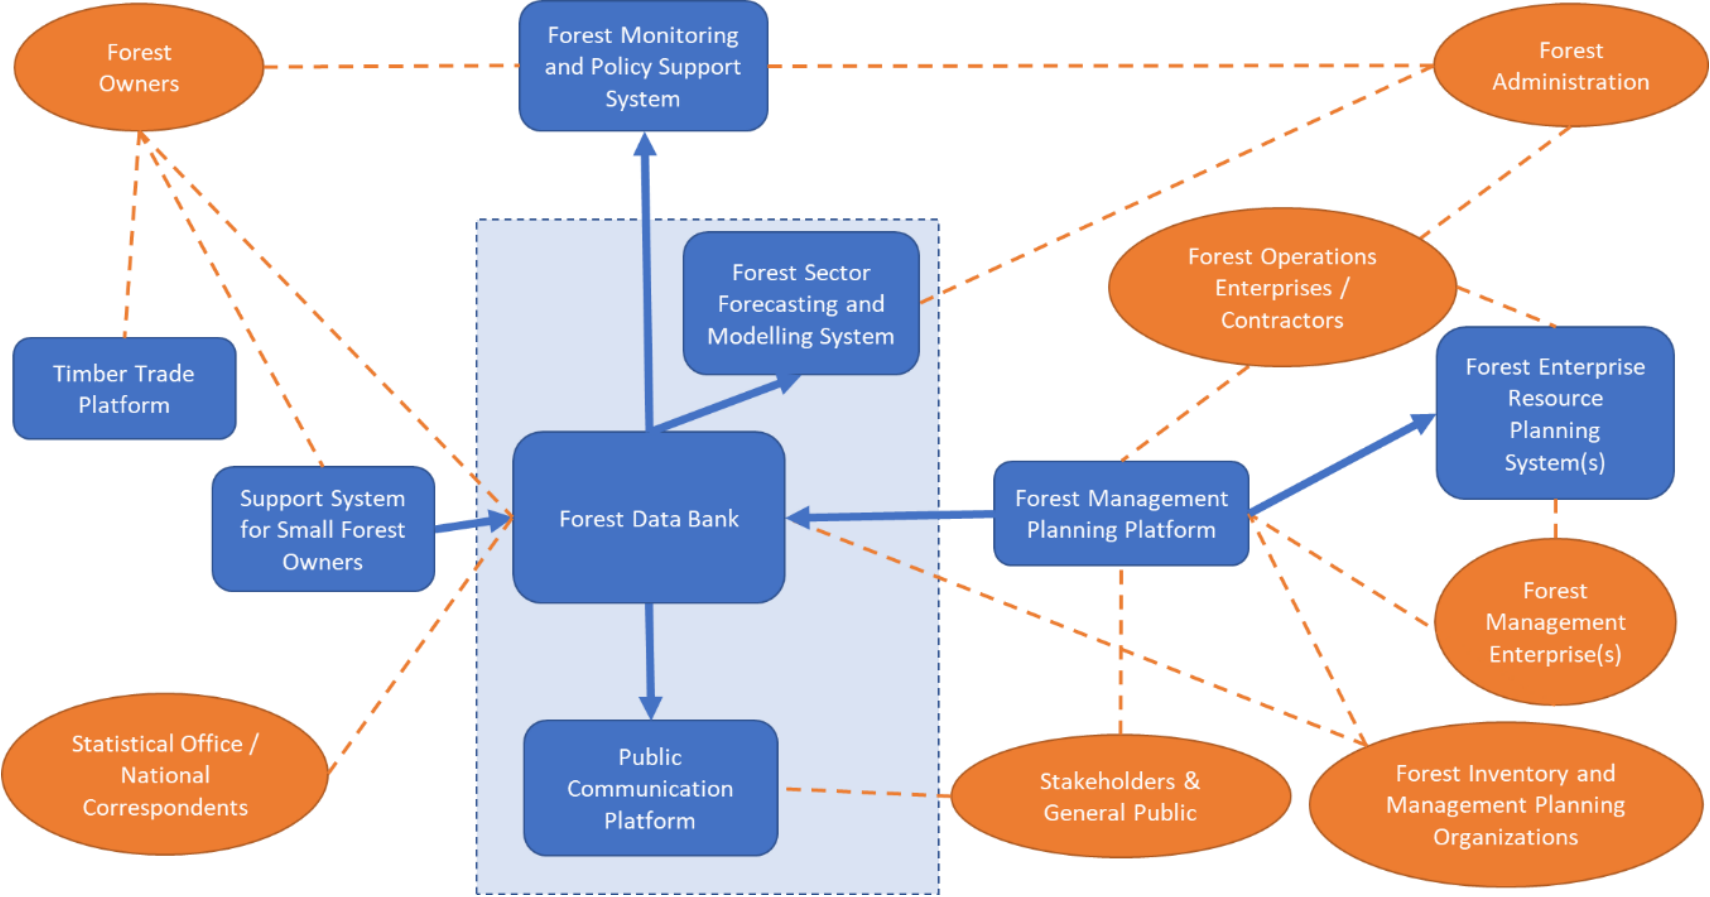 Forest
Owners
Forest Monitoring
and Policy Support
System
Forest
Administration
Forest Sector
Forecasting and
Modelling System
Forest Operations
Enterprises /
Contractors
Timber Trade
Platform
Forest Enterprise
Resource
Planning
System(s)
Support System
for Small Forest
Owners
Forest Data Bank
Forest Management
Planning Platform
Forest
Management
Enterprise(s)
Statistical Office /
National
Correspondents
Public
Communication
Platform
Stakeholders &
General Public
Forest Inventory and
Management Planning
Organizations